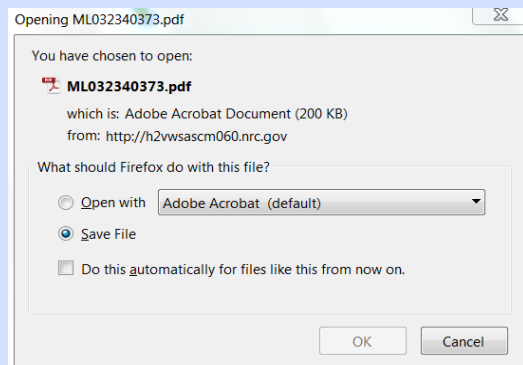 Opening ML032340373.pdf
You have chosen to open:
ML032340373.pdf
which is: Adobe Acrobat Document (200 KB)
from: http://h2vwsascm060.nrc.gov
What should Firefox do with this file?
Open with Adobe Acrobat (default)
Save File
Do this automatically for files like this from now on.
OK Cancel